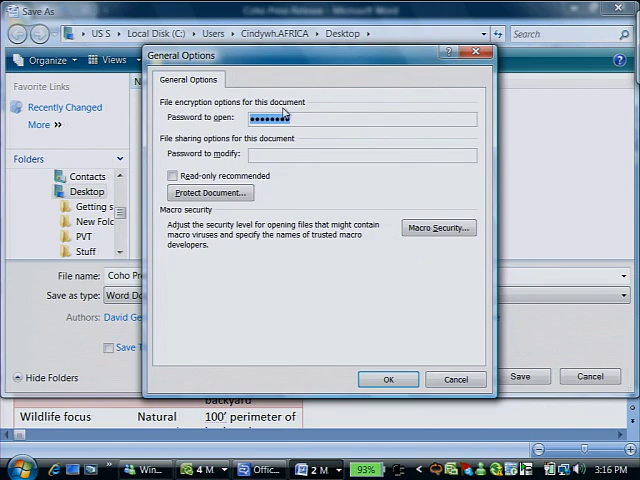 Save As
Coho Press Release - Microsoft Word
US S ▸ Local Disk (C:) ▸ Users ▸ Cindywh.AFRICA ▸ Desktop ▸
Search
Organize
Views
General Options
General Options
Favorite Links
Recently Changed
More »
Folders
Contacts
Desktop
Getting s
New Folc
PVT
Stuff
File encryption options for this document
Password to open: ••••••••
File sharing options for this document
Password to modify:
Read-only recommended
Protect Document...
Macro security
Adjust the security level for opening files that might contain
macro viruses and specify the names of trusted macro
developers.
Macro Security...
OK
Cancel
File name
Coho Pre
Save as type:
Word Do
Authors: David Ge
Save T
Hide Folders
Save
Cancel
backyard
Wildlife focus Natural 100' perimeter of
Win...
4 M
Offic...
2 M
93%
3:16 PM